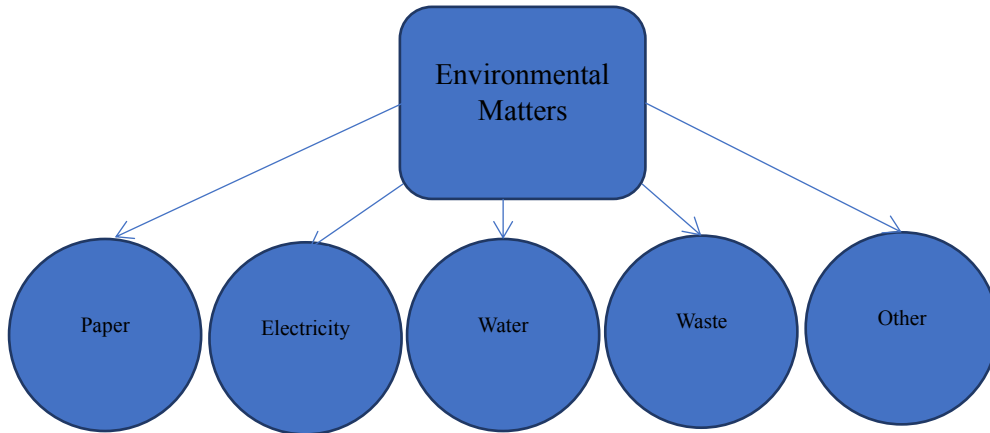 Environmental
Matters
Paper
Electricity
Water
Waste
Other